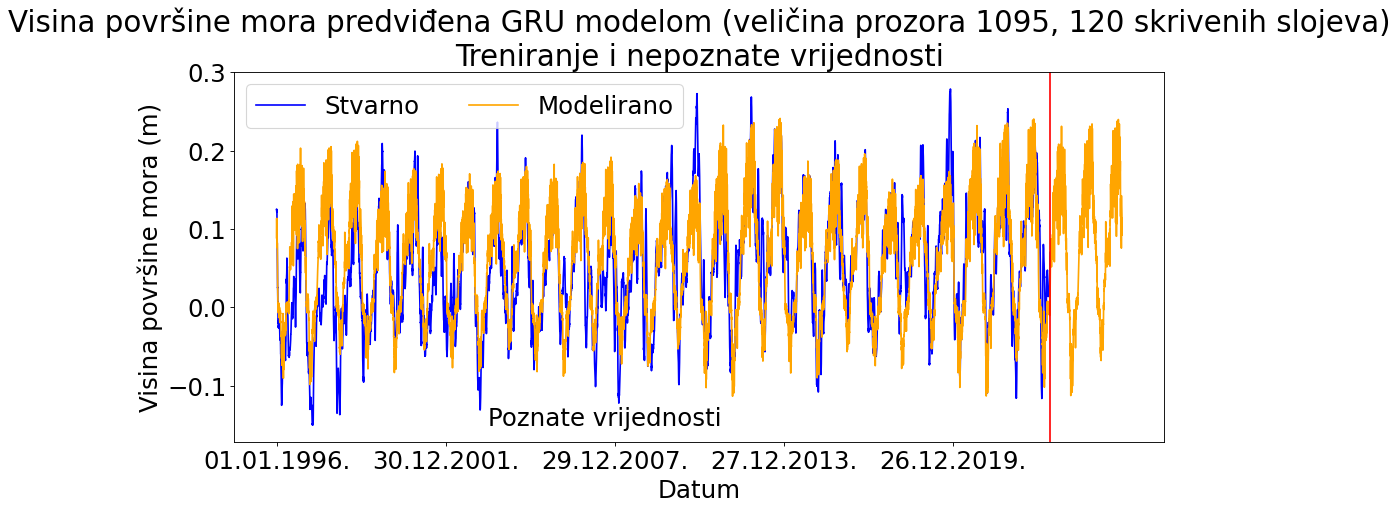 Visina površine mora predviđena GRU modelom (veličina prozora 1095, 120 skrivenih slojeva)
Treniranje i nepoznate vrijednosti
Stvarno
Modelirano
Visina površine mora (m)
0.3
0.2
0.1
0.0
−0.1
Poznate vrijednosti
01.01.1996.
30.12.2001.
29.12.2007.
27.12.2013.
26.12.2019.
Datum